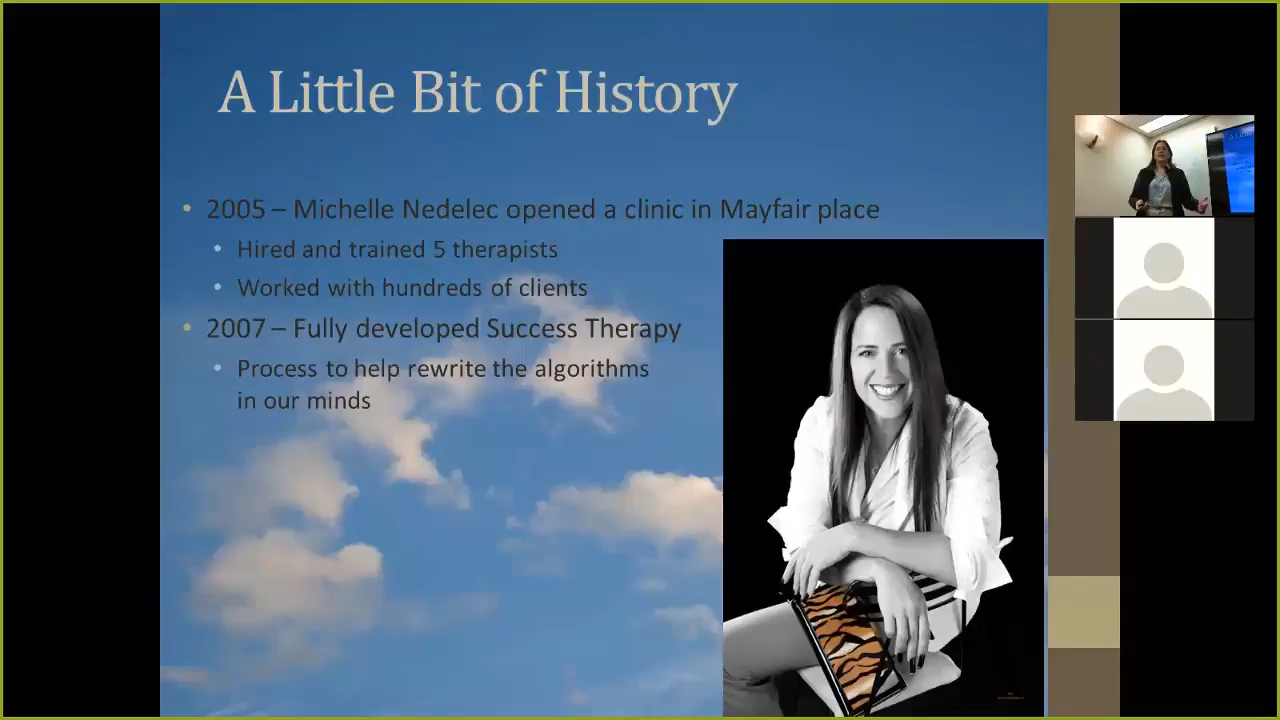 A Little Bit of History
• 2005 – Michelle Nedelec opened a clinic in Mayfair place
• Hired and trained 5 therapists
• Worked with hundreds of clients
• 2007 – Fully developed Success Therapy
• Process to help rewrite the algorithms
in our minds